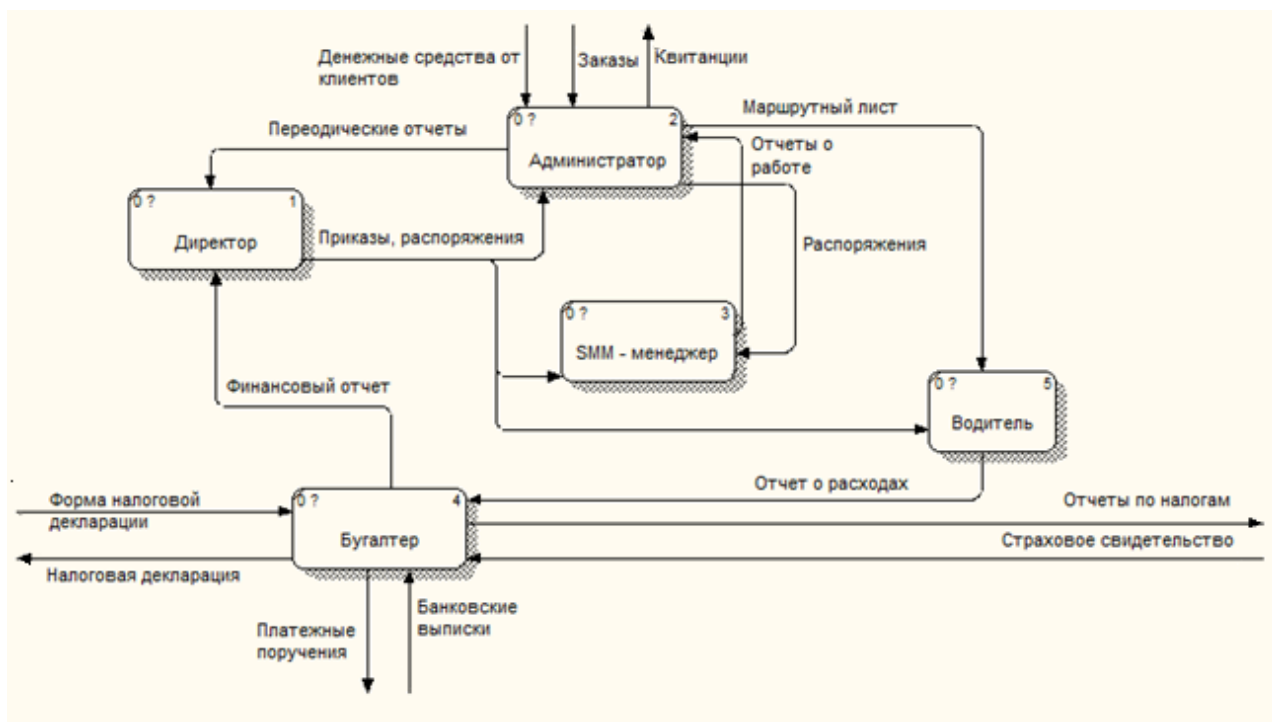 Денежные средства от
клиентов
Заказы
Квитанции
0 ?
2
Администратор
Маршрутный лист
Переодические отчеты
Отчеты о
работе
0 ?
1
Директор
Приказы, распоряжения
Распоряжения
0 ?
3
SMM - менеджер
Финансовый отчет
0 ?
5
Водитель
Форма налоговой
декларации
0 ?
4
Бугалтер
Отчет о расходах
Отчеты по налогам
Страховое свидетельство
Налоговая декларация
Банковские
выписки
Платежные
поручения